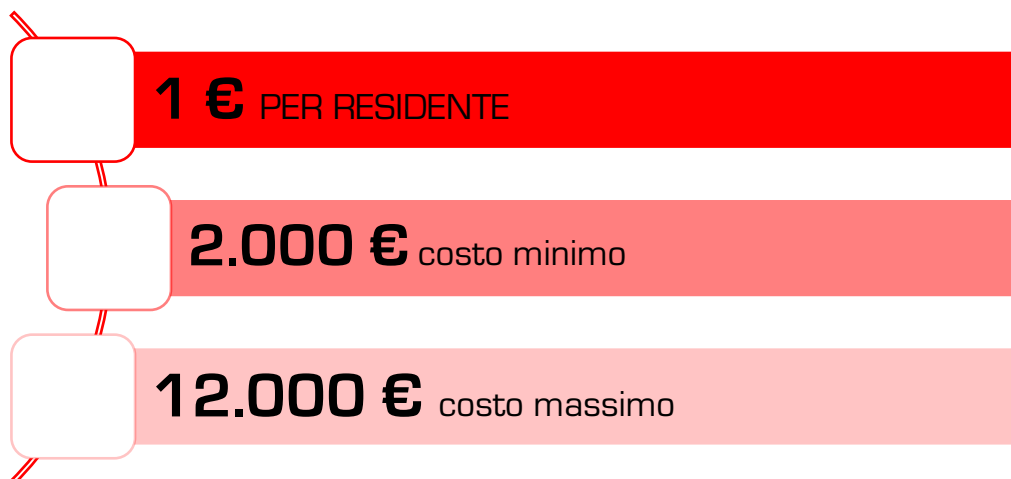 1 € PER RESIDENTE
2.000 € costo minimo
12.000 € costo massimo